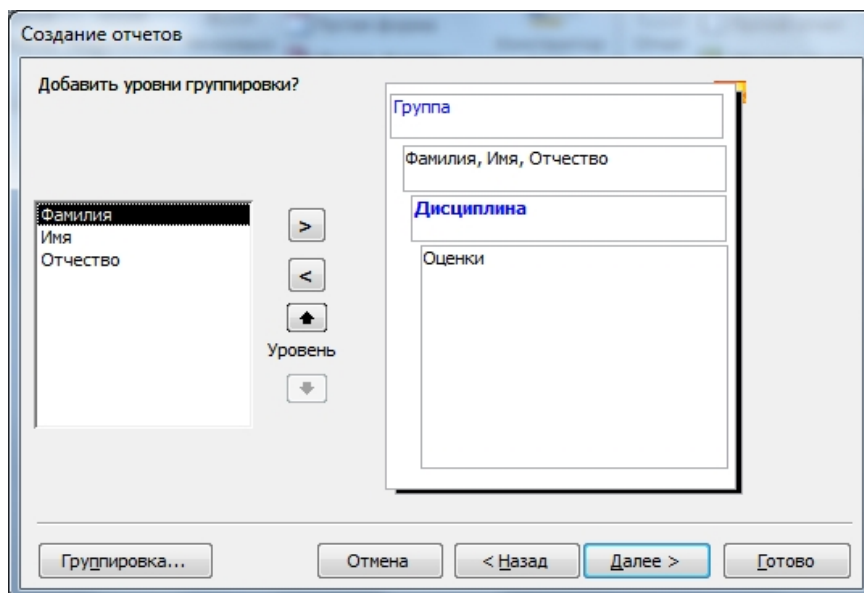 Создание отчетов
Добавить уровни группировки?
Группа
Фамилия, Имя, Отчество
Дисциплина
Оценки
Фамилия
Имя
Отчество
>
<
Уровень
Группировка...
Отмена
< Назад
Далее >
Готово